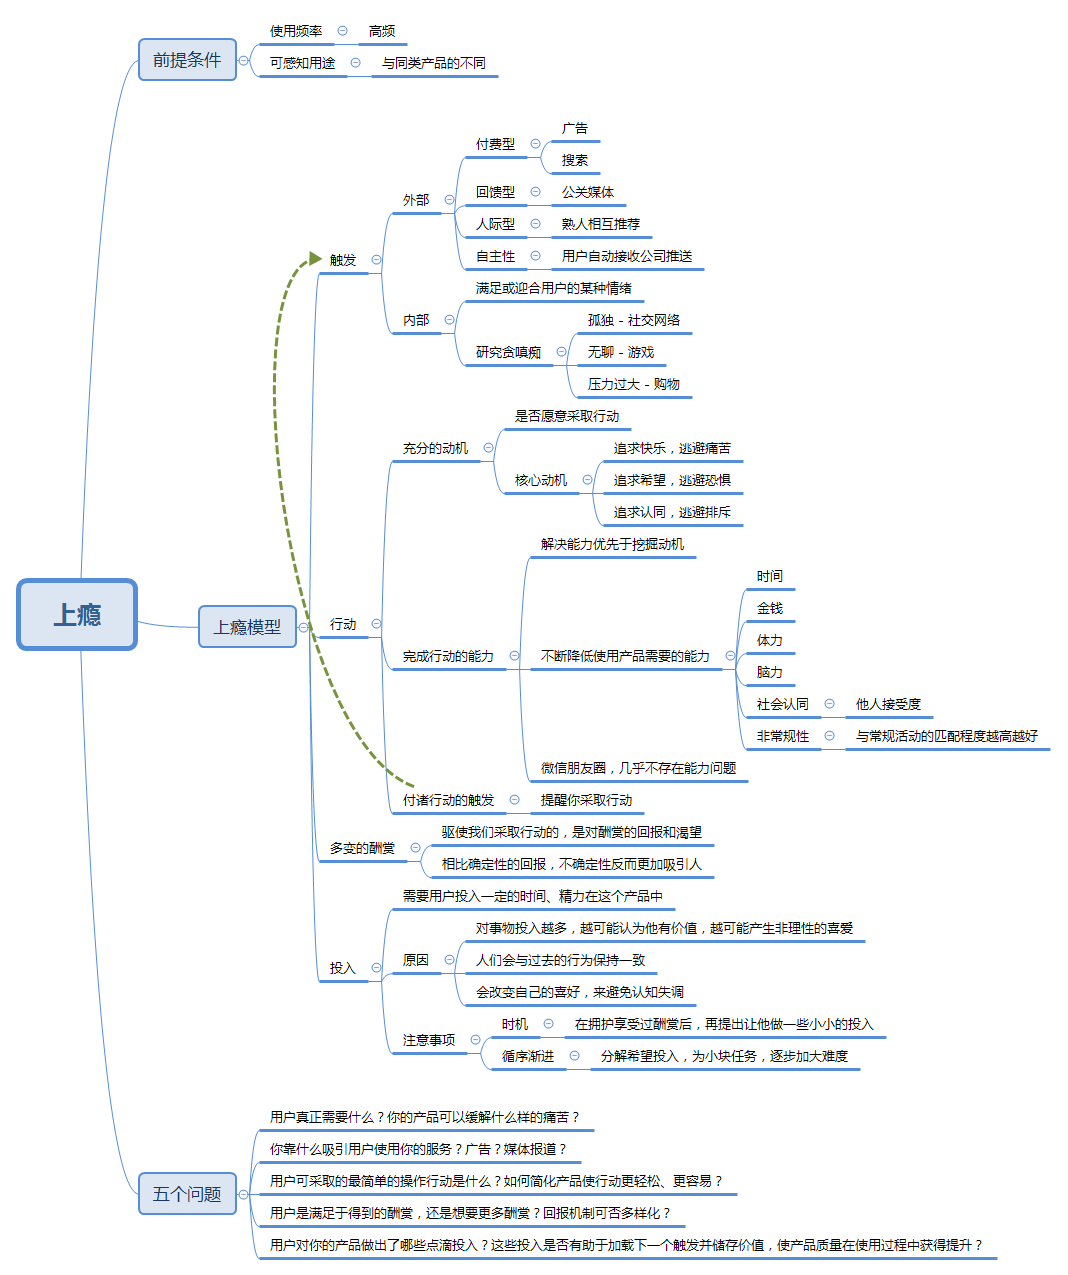 使用频率
高频
前提条件
可感知用途
与同类产品的不同
广告
付费型
搜索
外部
回馈型
公关媒体
人际型
熟人相互推荐
自主性
用户自动接收公司推送
触发
满足或迎合用户的某种情绪
内部
孤独 - 社交网络
研究贪嗔痴
无聊 - 游戏
压力过大 - 购物
是否愿意采取行动
充分的动机
追求快乐，逃避痛苦
核心动机
追求希望，逃避恐惧
追求认同，逃避排斥
解决能力优先于挖掘动机
时间
金钱
上瘾
上瘾模型
行动
体力
完成行动的能力
不断降低使用产品需要的能力
脑力
社会认同
他人接受度
非常规性
与常规活动的匹配程度越高越好
微信朋友圈，几乎不存在能力问题
付诸行动的触发
提醒你采取行动
驱使我们采取行动的，是对酬赏的回报和渴望
多变的酬赏
相比确定性的回报，不确定性反而更加吸引人
需要用户投入一定的时间、精力在这个产品中
对事物投入越多，越可能认为他有价值，越可能产生非理性的喜爱
投入
原因
人们会与过去的行为保持一致
会改变自己的喜好，来避免认知失调
时机
在拥护享受过酬赏后，再提出让他做一些小小的投入
注意事项
循序渐进
分解希望投入，为小块任务，逐步加大难度
用户真正需要什么？你的产品可以缓解什么样的痛苦？
你靠什么吸引用户使用你的服务？广告？媒体报道？
五个问题
用户可采取的最简单的操作行动是什么？如何简化产品使行动更轻松、更容易？
用户是满足于得到的酬赏，还是想要更多酬赏？回报机制可否多样化？
用户对你的产品做出了哪些点滴投入？这些投入是否有助于加载下一个触发并储存价值，使产品质量在使用过程中获得提升？